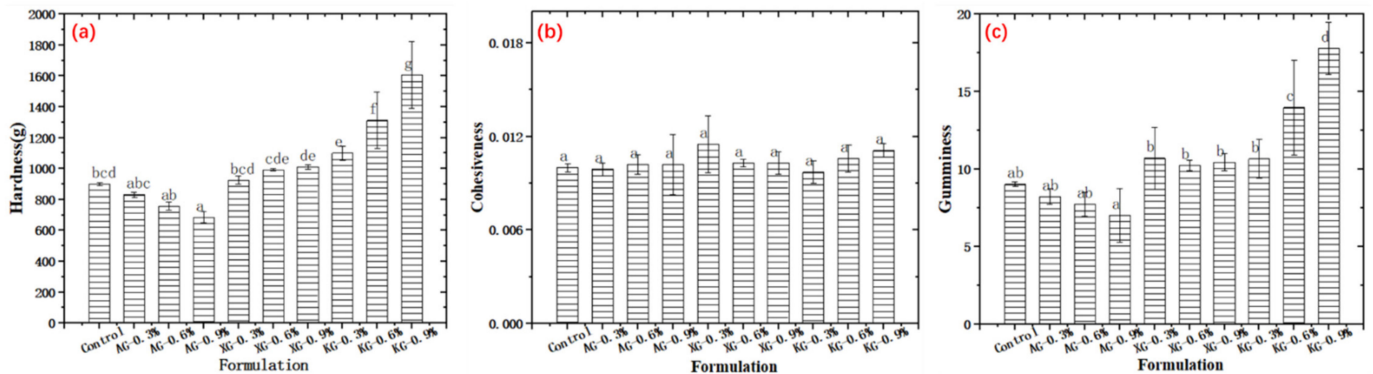 (a)
Hardness(g)
2000
1800
1600
1400
1200
1000
800
600
400
200
0
bcd
abc
ab
a
bcd
cde
de
e
f
g
Control
AG-0.3%
AG-0.6%
AG-0.9%
XG-0.3%
XG-0.6%
XG-0.9%
KG-0.3%
KG-0.6%
KG-0.9%
Formulation
(b)
Cohesiveness
0.018
0.012
0.006
0.000
a
a
a
a
a
a
a
a
a
a
Control
AG-0.3%
AG-0.6%
AG-0.9%
XG-0.3%
XG-0.6%
XG-0.9%
KG-0.3%
KG-0.6%
KG-0.9%
Formulation
(c)
Gumminess
20
15
10
5
0
ab
ab
ab
a
b
b
b
b
c
d
Control
AG-0.3%
AG-0.6%
AG-0.9%
XG-0.3%
XG-0.6%
XG-0.9%
KG-0.3%
KG-0.6%
KG-0.9%
Formulation